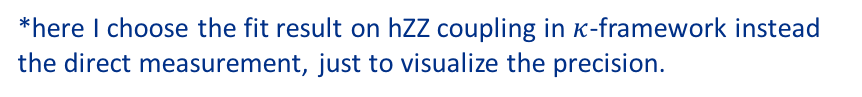 *here I choose the fit result on hZZ coupling in κ-framework instead
the direct measurement, just to visualize the precision.